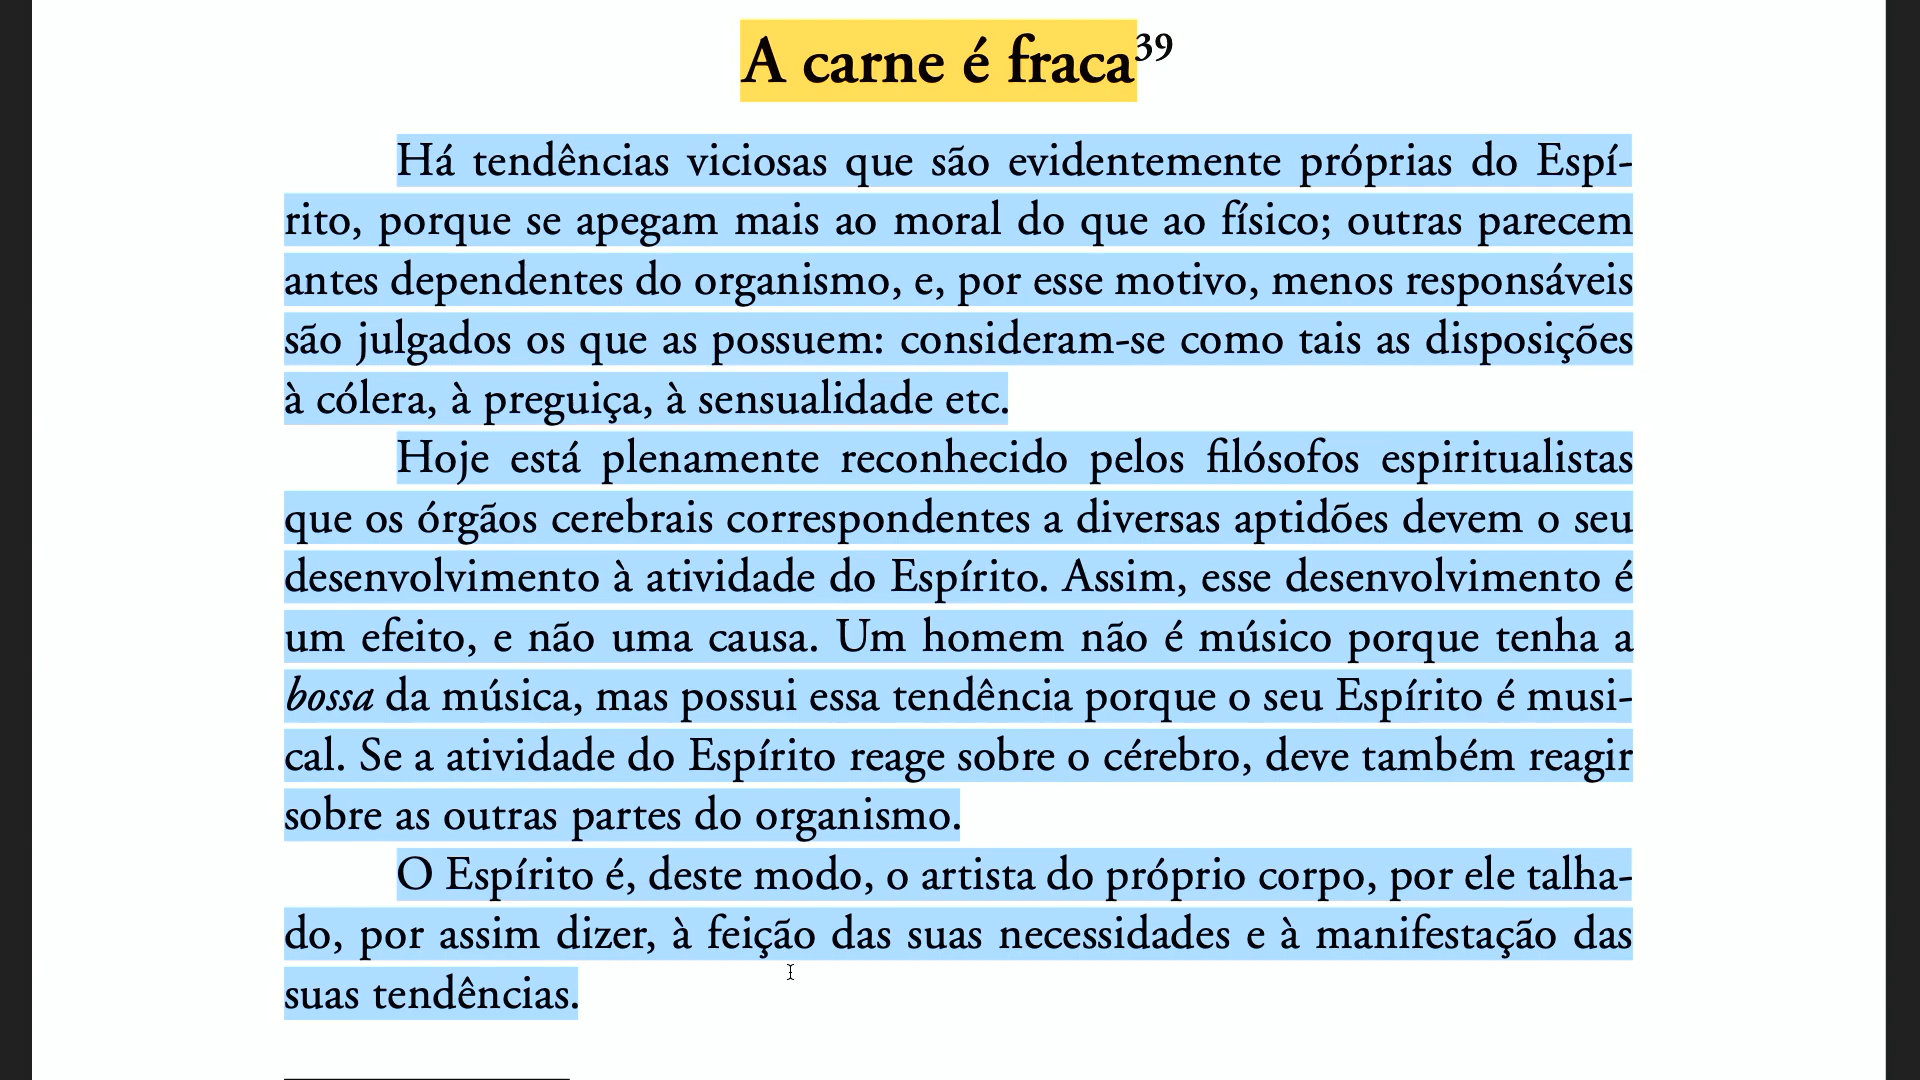 A carne é fraca³⁹
Há tendências viciosas que são evidentemente próprias do Espí-
rito, porque se apegam mais ao moral do que ao físico; outras parecem
antes dependentes do organismo, e, por esse motivo, menos responsáveis
são julgados os que as possuem: consideram-se como tais as disposições
à cólera, à preguiça, à sensualidade etc.
Hoje está plenamente reconhecido pelos filósofos espiritualistas
que os órgãos cerebrais correspondentes a diversas aptidões devem o seu
desenvolvimento à atividade do Espírito. Assim, esse desenvolvimento é
um efeito, e não uma causa. Um homem não é músico porque tenha a
bossa da música, mas possui essa tendência porque o seu Espírito é musi-
cal. Se a atividade do Espírito reage sobre o cérebro, deve também reagir
sobre as outras partes do organismo.
O Espírito é, deste modo, o artista do próprio corpo, por ele talha-
do, por assim dizer, à feição das suas necessidades e à manifestação das
suas tendências.